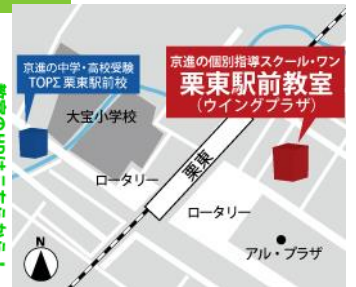 京進の中学・高校受験
TOPΣ 栗東駅前校
京進の個別指導スクール・ワン
栗東駅前教室
（ウイングプラザ）
大宝小学校
ロータリー
栗東
ロータリー
アル・プラザ
N